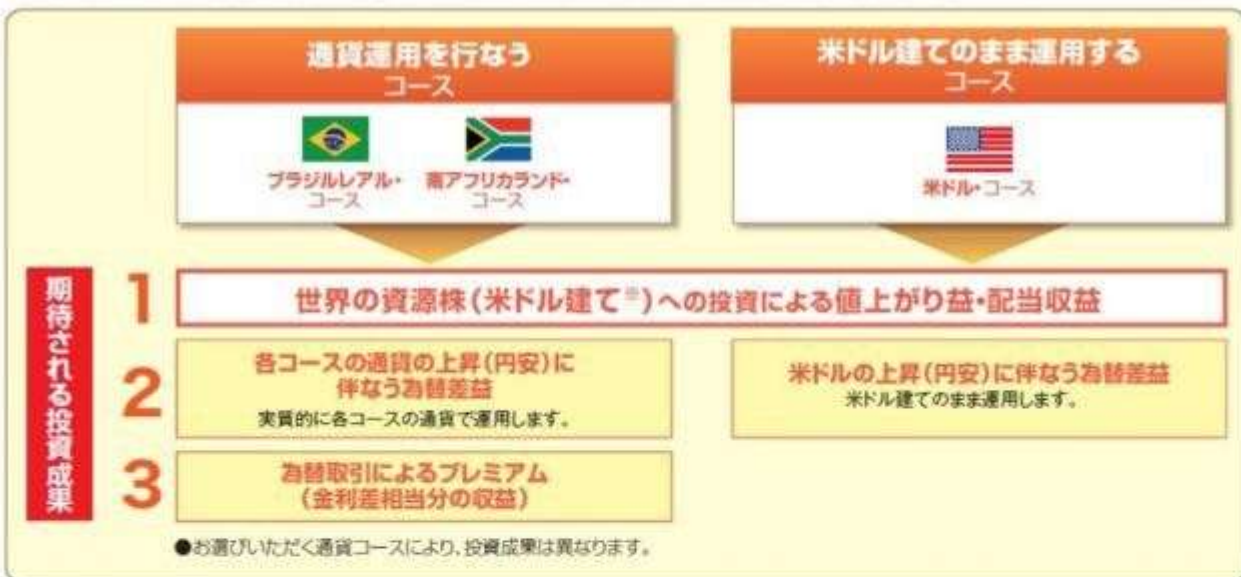 通貨運用を行なう
コース
米ドル建てのまま運用する
コース
ブラジルレアル・
コース
南アフリカランド・
コース
米ドル・コース
期待される投資成果
1
世界の資源株(米ドル建て※)への投資による値上がり益・配当収益
2
各コースの通貨の上昇(円安)に
伴なう為替差益
実質的に各コースの通貨で運用します。
米ドルの上昇(円安)に伴なう為替差益
米ドル建てのまま運用します。
3
為替取引によるプレミアム
(金利差相当分の収益)
●お選びいただく通貨コースにより、投資成果は異なります。